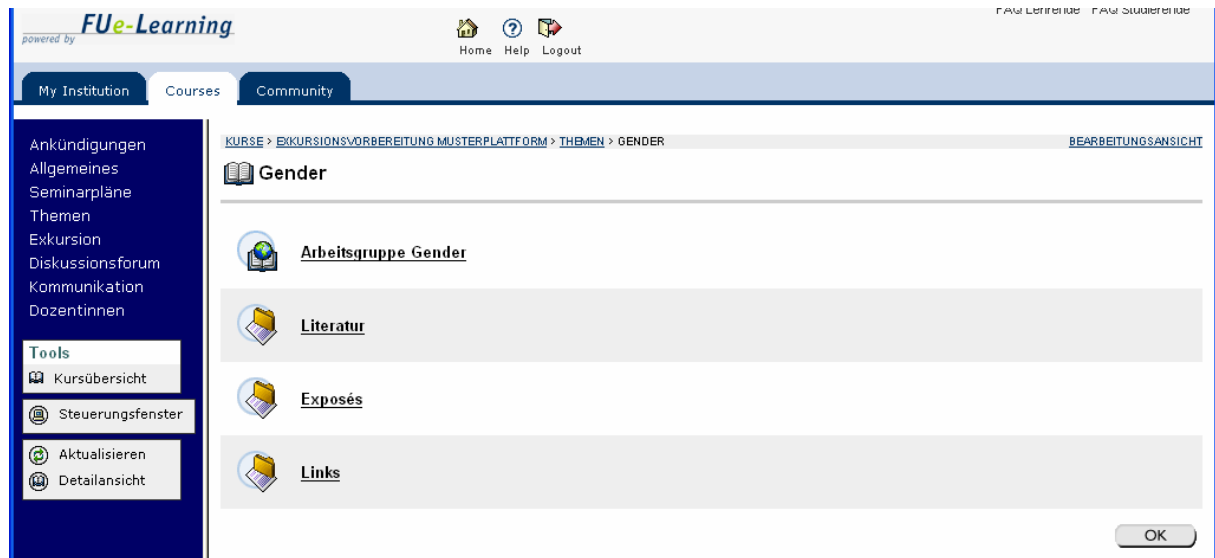 FAQ Lehrende FAQ Studierende
powered by FUe-Learning
Home Help Logout
My Institution Courses Community
Ankündigungen
Allgemeines
Seminarpläne
Themen
Exkursion
Diskussionsforum
Kommunikation
Dozentinnen
Tools
Kursübersicht
Steuerungsfenster
Aktualisieren
Detailansicht
KURSE > EXKURSIONSVORBEREITUNG MUSTERPLATTFORM > THEMEN > GENDER BEARBEITUNGSANSICHT
Gender
Arbeitsgruppe Gender
Literatur
Exposés
Links
OK